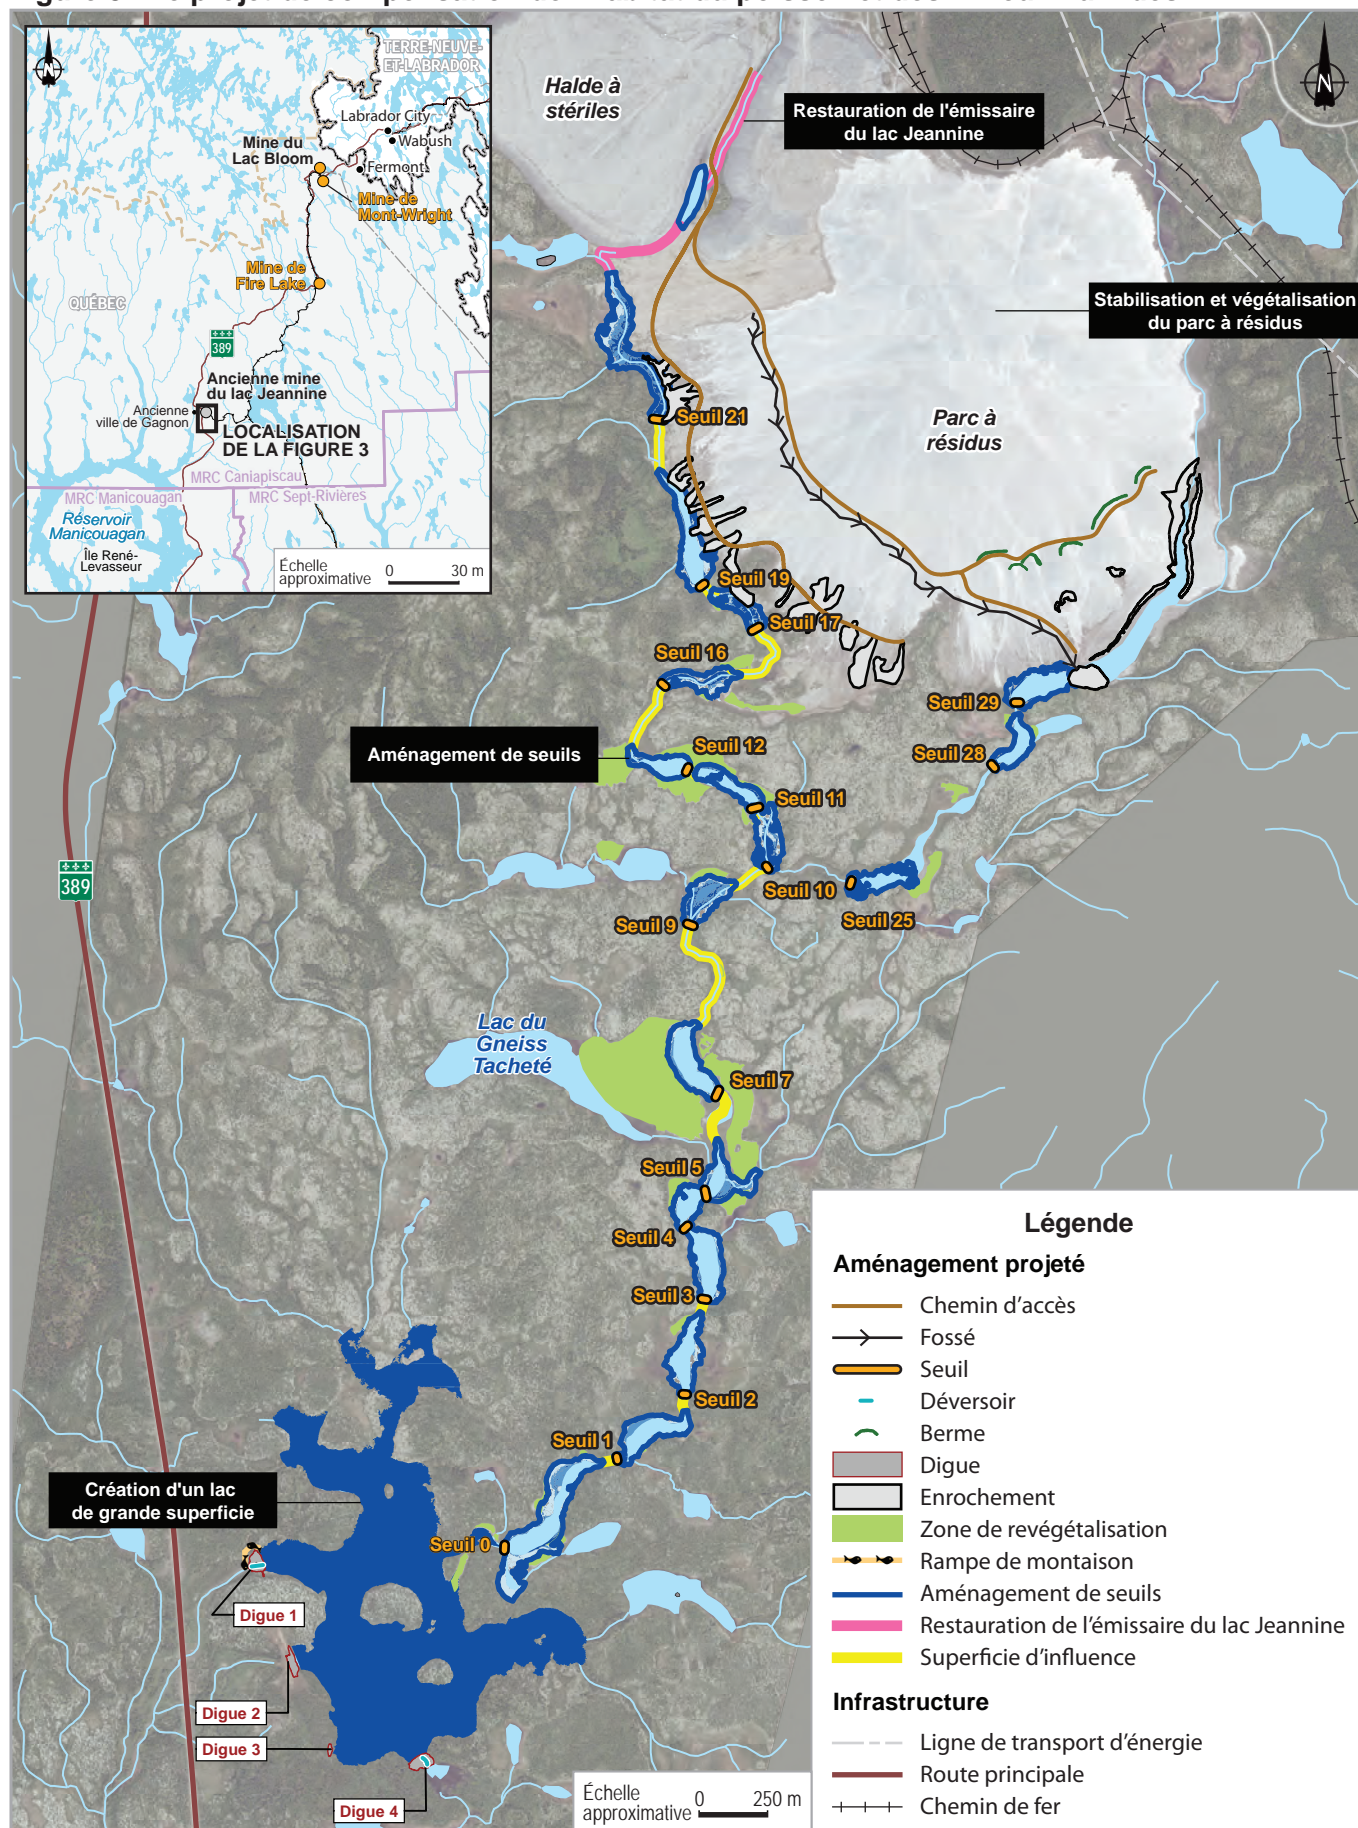 TERRE-NEUVE-
ET-LABRADOR
Labrador City
Wabush
Mine du
Lac Bloom
Fermont
Mine de
Mont-Wright
Mine de
Fire Lake
QUÉBEC
389
Ancienne mine
du lac Jeannine
Ancienne
ville de Gagnon
LOCALISATION
DE LA FIGURE 3
MRC Caniapiscau
MRC Manicouagan
MRC Sept-Rivières
Réservoir
Manicouagan
Île René-
Levasseur
Échelle
approximative
0 30 m
N
N
Halde à
stériles
Restauration de l'émissaire
du lac Jeannine
Stabilisation et végétalisation
du parc à résidus
Parc à
résidus
Seuil 21
Seuil 19
Seuil 17
Seuil 16
Seuil 29
Seuil 28
Aménagement de seuils
Seuil 12
Seuil 11
389
Seuil 10
Seuil 25
Seuil 9
Lac du
Gneiss
Tacheté
Seuil 7
Seuil 5
Seuil 4
Seuil 3
Seuil 2
Seuil 1
Création d'un lac
de grande superficie
Seuil 0
Digue 1
Digue 2
Digue 3
Digue 4
Échelle
approximative
0 250 m
Légende
Aménagement projeté
Chemin d'accès
Fossé
Seuil
Déversoir
Berme
Digue
Enrochement
Zone de revégétalisation
Rampe de montaison
Aménagement de seuils
Restauration de l'émissaire du lac Jeannine
Superficie d'influence
Infrastructure
Ligne de transport d'énergie
Route principale
Chemin de fer